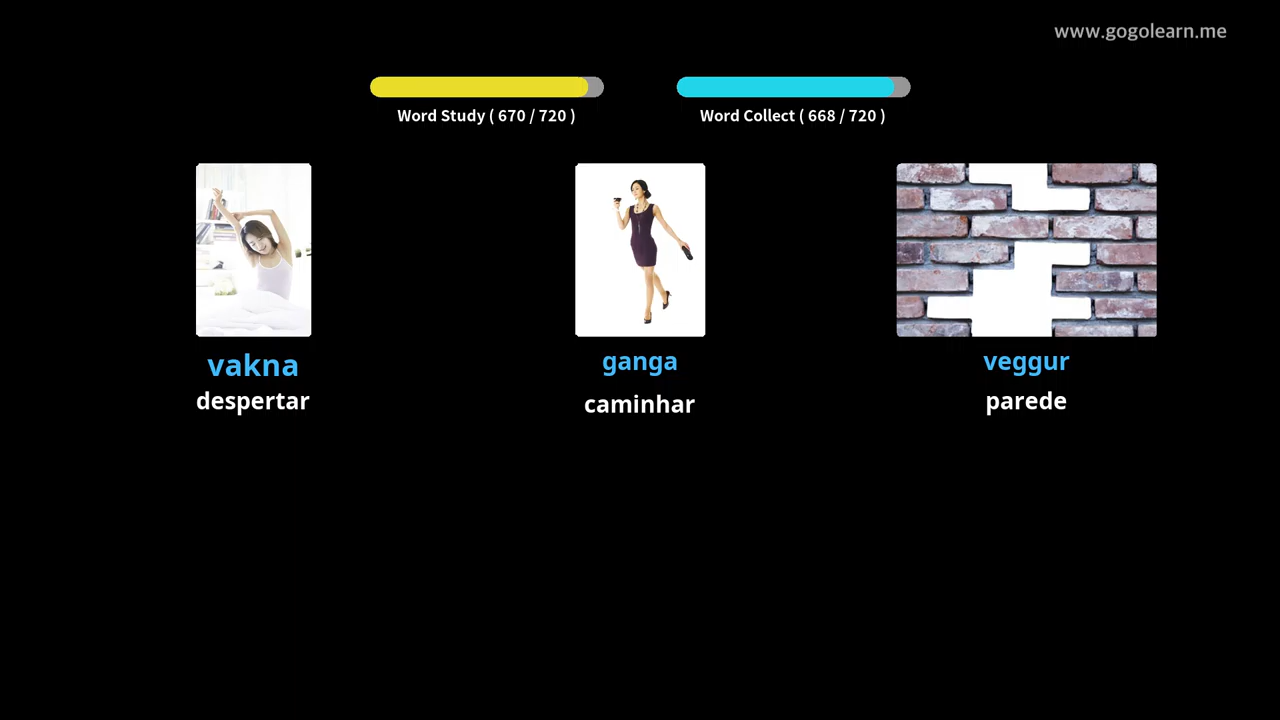 www.gogolearn.me
Word Study ( 670 / 720 )
Word Collect ( 668 / 720 )
vakna
despertar
ganga
caminhar
veggur
parede